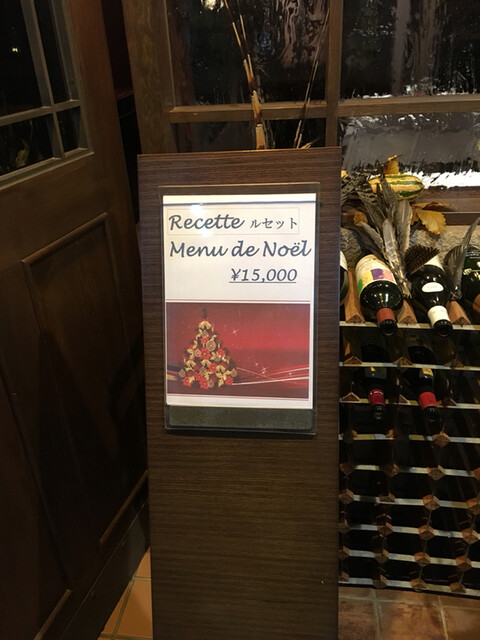 Recette ルセット
Menu de Noël
¥15,000